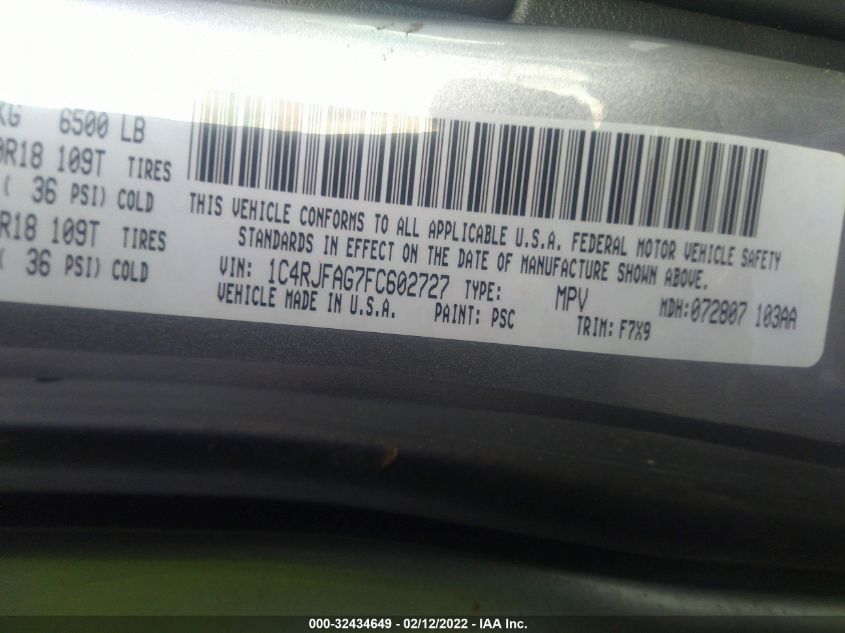 KG 6500 LB
0R18 109T TIRES
( 36 PSI) COLD
R18 109T TIRES
( 36 PSI) COLD
THIS VEHICLE CONFORMS TO ALL APPLICABLE U.S.A. FEDERAL MOTOR VEHICLE SAFETY
STANDARDS IN EFFECT ON THE DATE OF MANUFACTURE SHOWN ABOVE.
VIN: 1C4RJFAG7FC602727 TYPE: MPV MDH:072807 103AA
VEHICLE MADE IN U.S.A. PAINT: PSC TRIM: F7X9
000-32434649 — 02/12/2022 — IAA Inc.